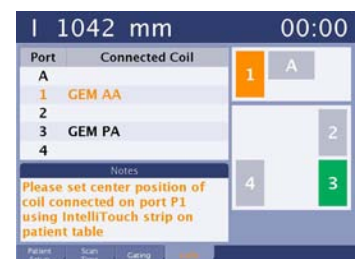 I 1042 mm 00:00
Port Connected Coil
A
1 GEM AA
2
3 GEM PA
4
Notes
Please set center position of
coil connected on port P1
using IntelliTouch strip on
patient table
1 A
2
4 3
Patient Scan Gating